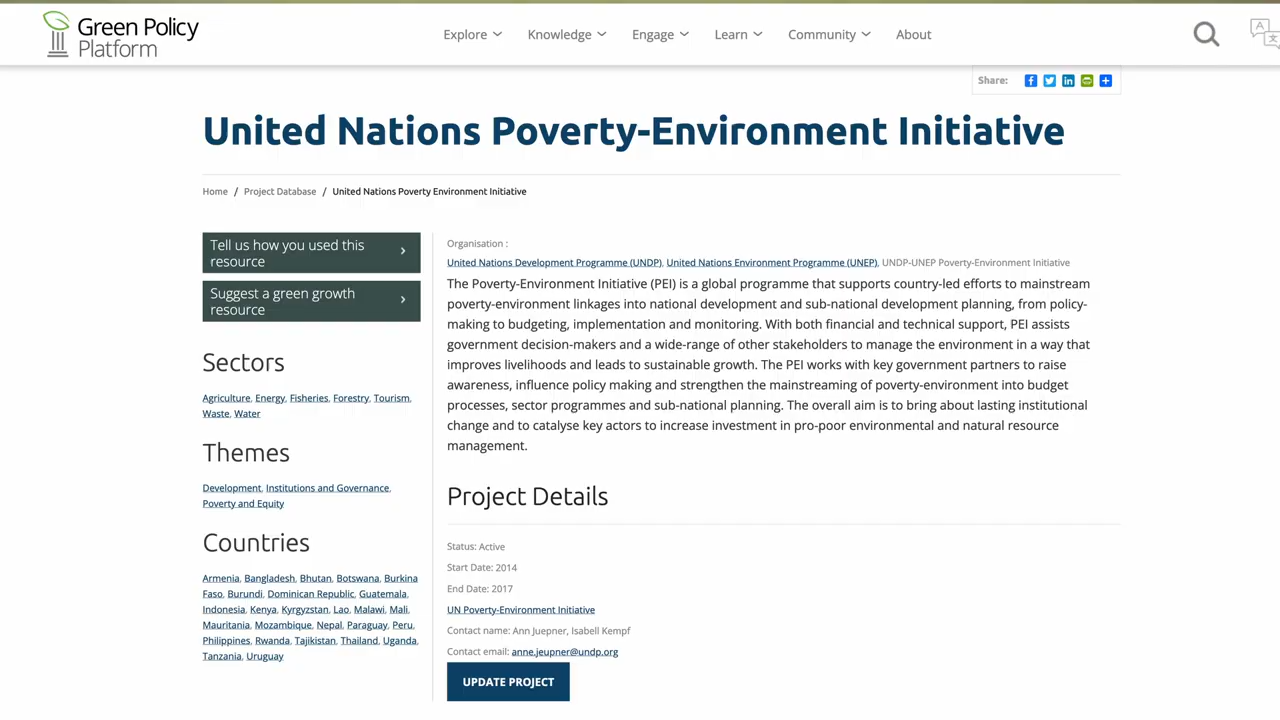 Green Policy
Platform
Explore
Knowledge
Engage
Learn
Community
About
Share:
United Nations Poverty-Environment Initiative
Home / Project Database / United Nations Poverty Environment Initiative
Tell us how you used this
resource
Suggest a green growth
resource
Sectors
Agriculture, Energy, Fisheries, Forestry, Tourism,
Waste, Water
Themes
Development, Institutions and Governance,
Poverty and Equity
Countries
Armenia, Bangladesh, Bhutan, Botswana, Burkina
Faso, Burundi, Dominican Republic, Guatemala,
Indonesia, Kenya, Kyrgyzstan, Lao, Malawi, Mali,
Mauritania, Mozambique, Nepal, Paraguay, Peru,
Philippines, Rwanda, Tajikistan, Thailand, Uganda,
Tanzania, Uruguay
Organisation :
United Nations Development Programme (UNDP), United Nations Environment Programme (UNEP), UNDP-UNEP Poverty-Environment Initiative
The Poverty-Environment Initiative (PEI) is a global programme that supports country-led efforts to mainstream
poverty-environment linkages into national development and sub-national development planning, from policy-
making to budgeting, implementation and monitoring. With both financial and technical support, PEI assists
government decision-makers and a wide-range of other stakeholders to manage the environment in a way that
improves livelihoods and leads to sustainable growth. The PEI works with key government partners to raise
awareness, influence policy making and strengthen the mainstreaming of poverty-environment into budget
processes, sector programmes and sub-national planning. The overall aim is to bring about lasting institutional
change and to catalyse key actors to increase investment in pro-poor environmental and natural resource
management.
Project Details
Status: Active
Start Date: 2014
End Date: 2017
UN Poverty-Environment Initiative
Contact name: Ann Juepner, Isabell Kempf
Contact email: anne.jeupner@undp.org
UPDATE PROJECT